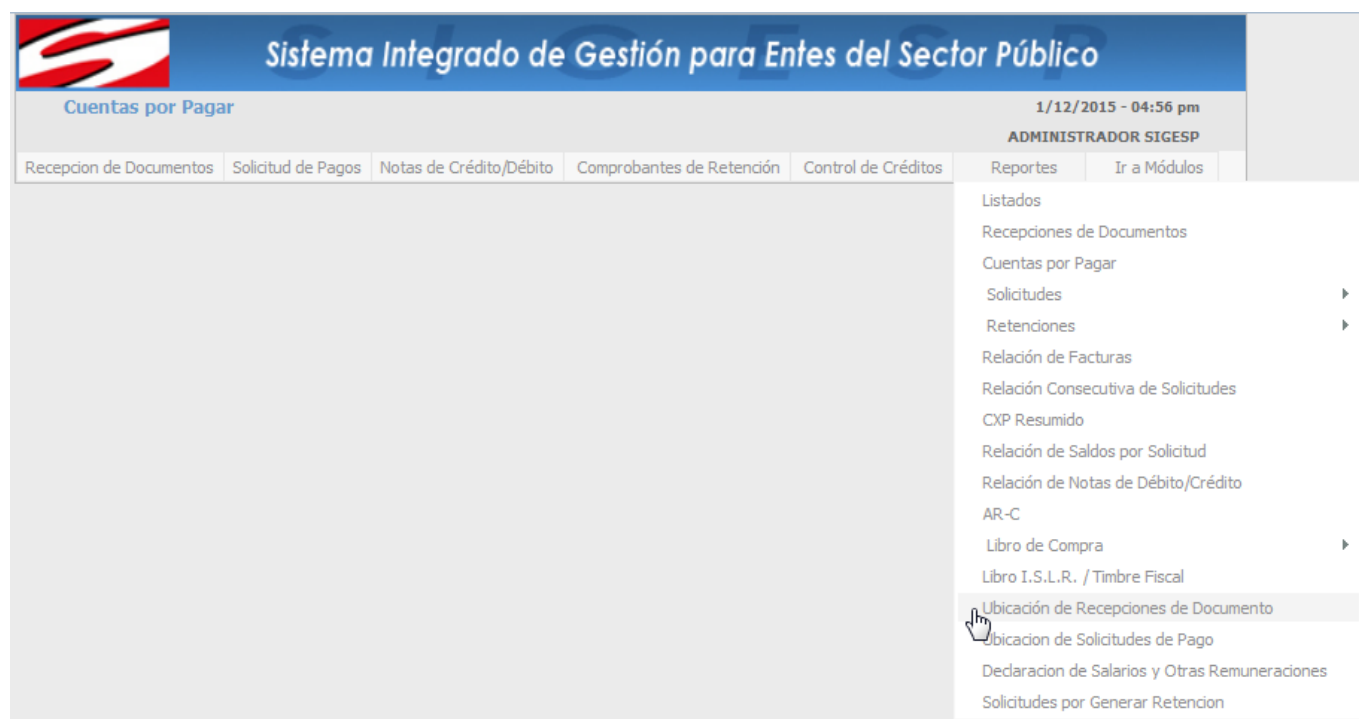 Sistema Integrado de Gestión para Entes del Sector Público
S I G E S P
Cuentas por Pagar
1/12/2015 - 04:56 pm
ADMINISTRADOR SIGESP
Recepcion de Documentos Solicitud de Pagos Notas de Crédito/Débito Comprobantes de Retención Control de Créditos Reportes Ir a Módulos
Listados
Recepciones de Documentos
Cuentas por Pagar
Solicitudes
Retenciones
Relación de Facturas
Relación Consecutiva de Solicitudes
CXP Resumido
Relación de Saldos por Solicitud
Relación de Notas de Débito/Crédito
AR-C
Libro de Compra
Libro I.S.L.R. / Timbre Fiscal
Ubicación de Recepciones de Documento
Ubicacion de Solicitudes de Pago
Declaracion de Salarios y Otras Remuneraciones
Solicitudes por Generar Retencion